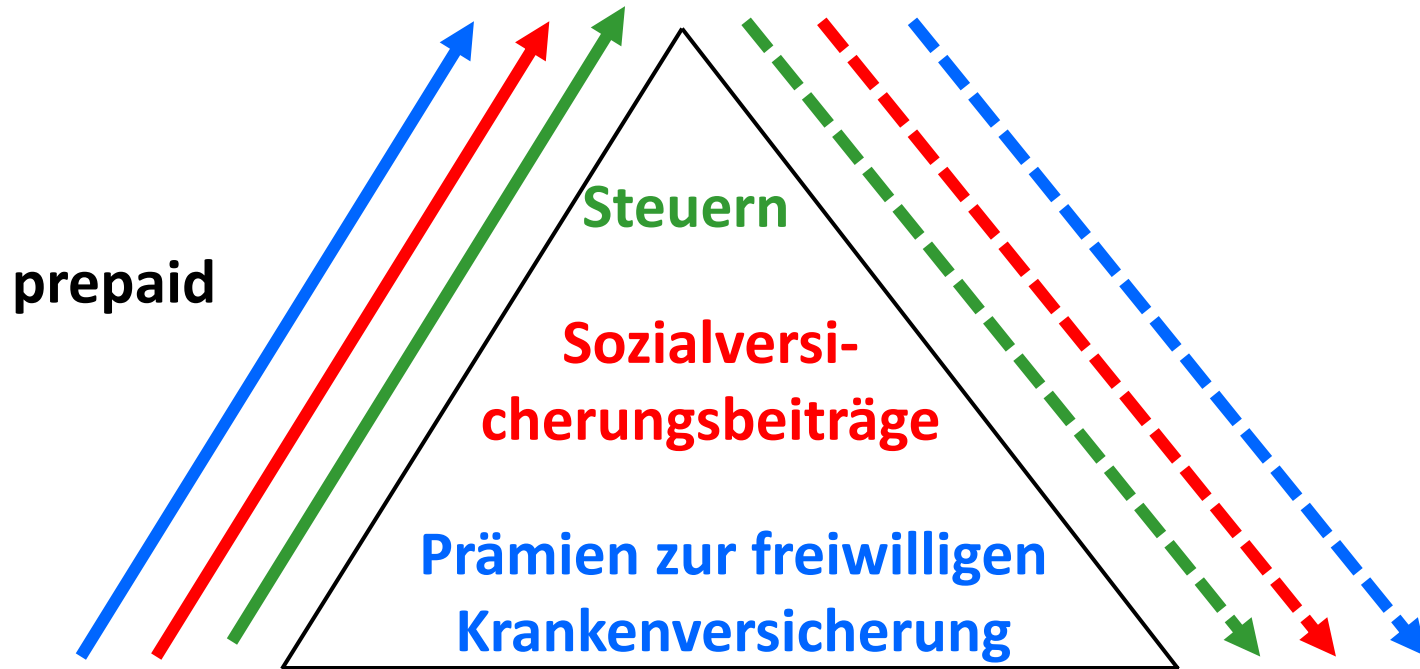 Steuern
prepaid
Sozialversi-
cherungsbeiträge
Prämien zur freiwilligen
Krankenversicherung